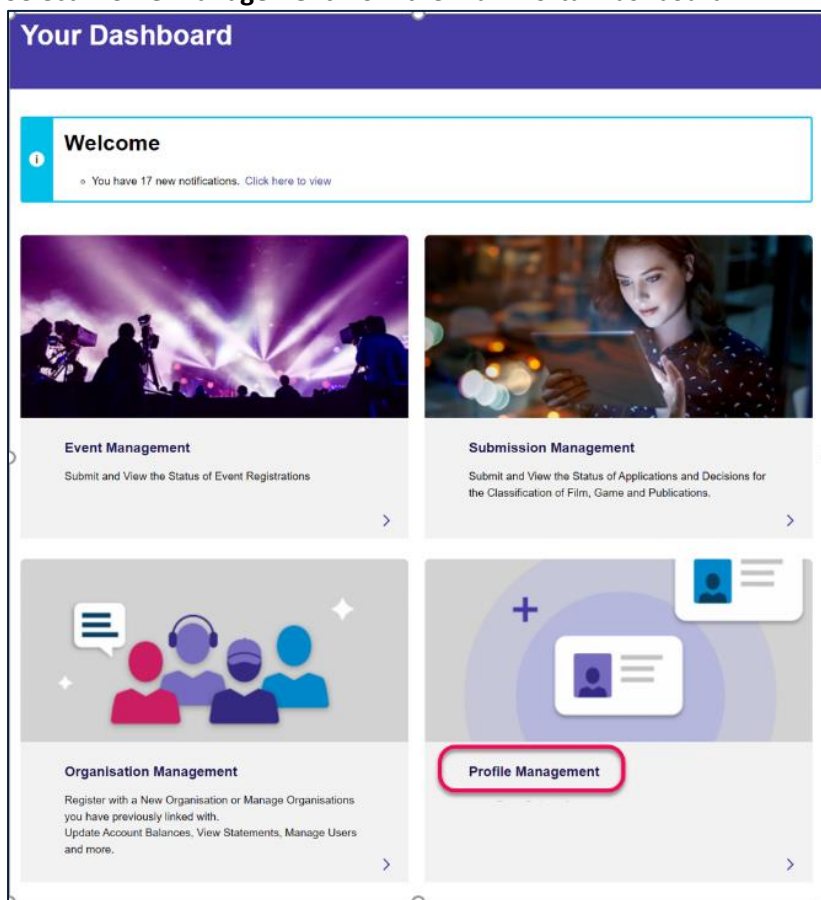 Your Dashboard
Welcome
You have 17 new notifications. Click here to view
Event Management
Submit and View the Status of Event Registrations
Submission Management
Submit and View the Status of Applications and Decisions for
the Classification of Film, Game and Publications.
Organisation Management
Register with a New Organisation or Manage Organisations
you have previously linked with.
Update Account Balances, View Statements, Manage Users
and more.
Profile Management